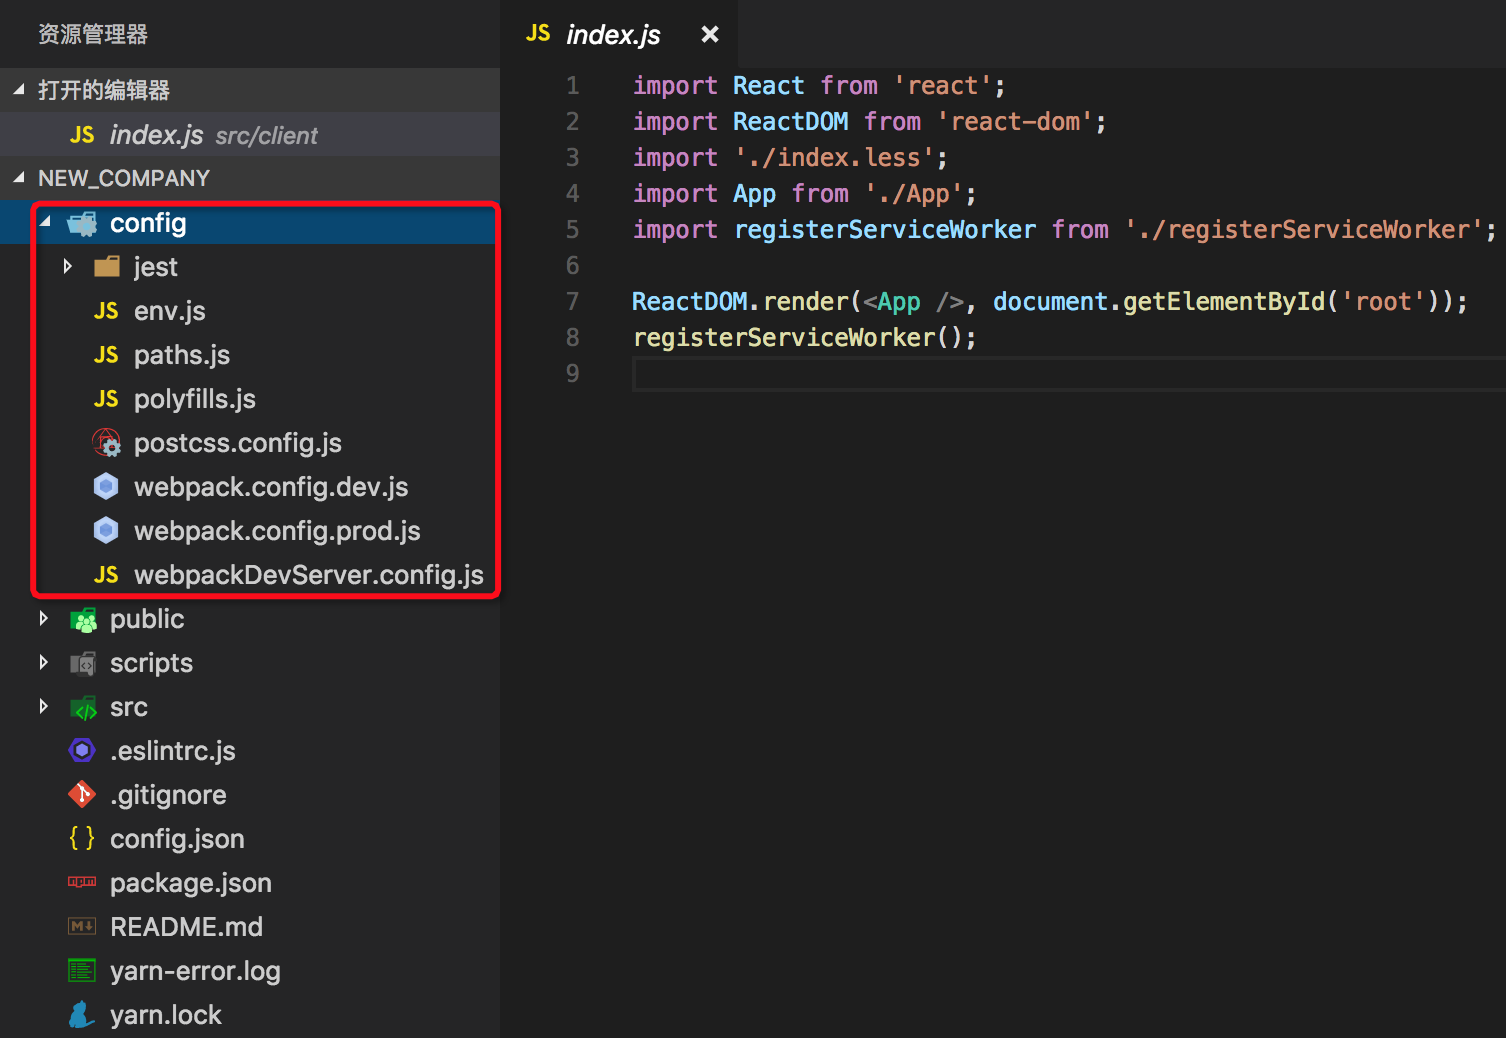 资源管理器
打开的编辑器
JS index.js src/client
NEW_COMPANY
config
jest
JS env.js
JS paths.js
JS polyfills.js
postcss.config.js
webpack.config.dev.js
webpack.config.prod.js
JS webpackDevServer.config.js
public
scripts
src
.eslintrc.js
.gitignore
{ } config.json
package.json
M↓ README.md
yarn-error.log
yarn.lock
JS index.js ×
1 import React from 'react';
2 import ReactDOM from 'react-dom';
3 import './index.less';
4 import App from './App';
5 import registerServiceWorker from './registerServiceWorker';
6
7 ReactDOM.render(<App />, document.getElementById('root'));
8 registerServiceWorker();
9